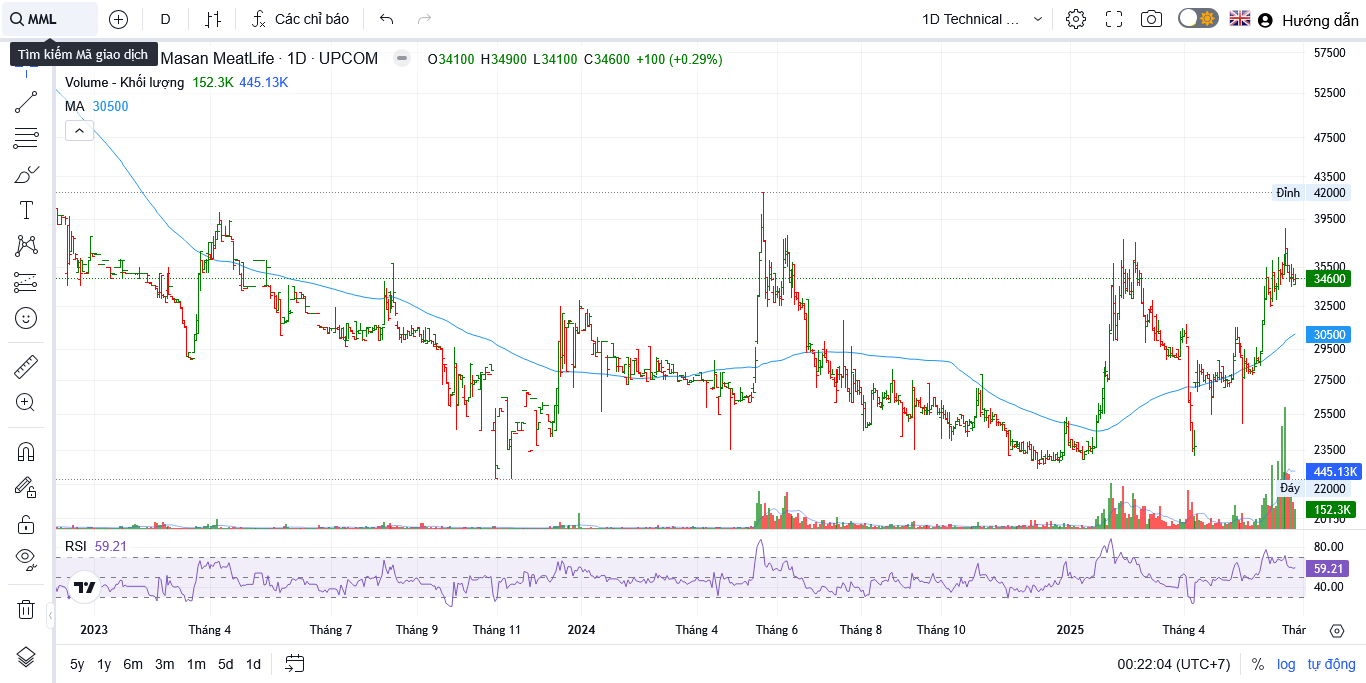 MML
D
Các chỉ báo
1D Technical ...
Hướng dẫn
Tìm kiếm Mã giao dịch
Masan MeatLife · 1D · UPCOM
O34100 H34900 L34100 C34600 +100 (+0.29%)
Volume - Khối lượng 152.3K 445.13K
MA 30500
57500
52500
47500
43500
Đỉnh 42000
39500
35500
34600
32500
30500
29500
27500
25500
23500
445.13K
Đáy 22000
152.3K
20150
RSI 59.21
80.00
59.21
40.00
2023 Tháng 4 Tháng 7 Tháng 9 Tháng 11 2024 Tháng 4 Tháng 6 Tháng 8 Tháng 10 2025 Tháng 4 Thár
5y 1y 6m 3m 1m 5d 1d
00:22:04 (UTC+7) % log tự động